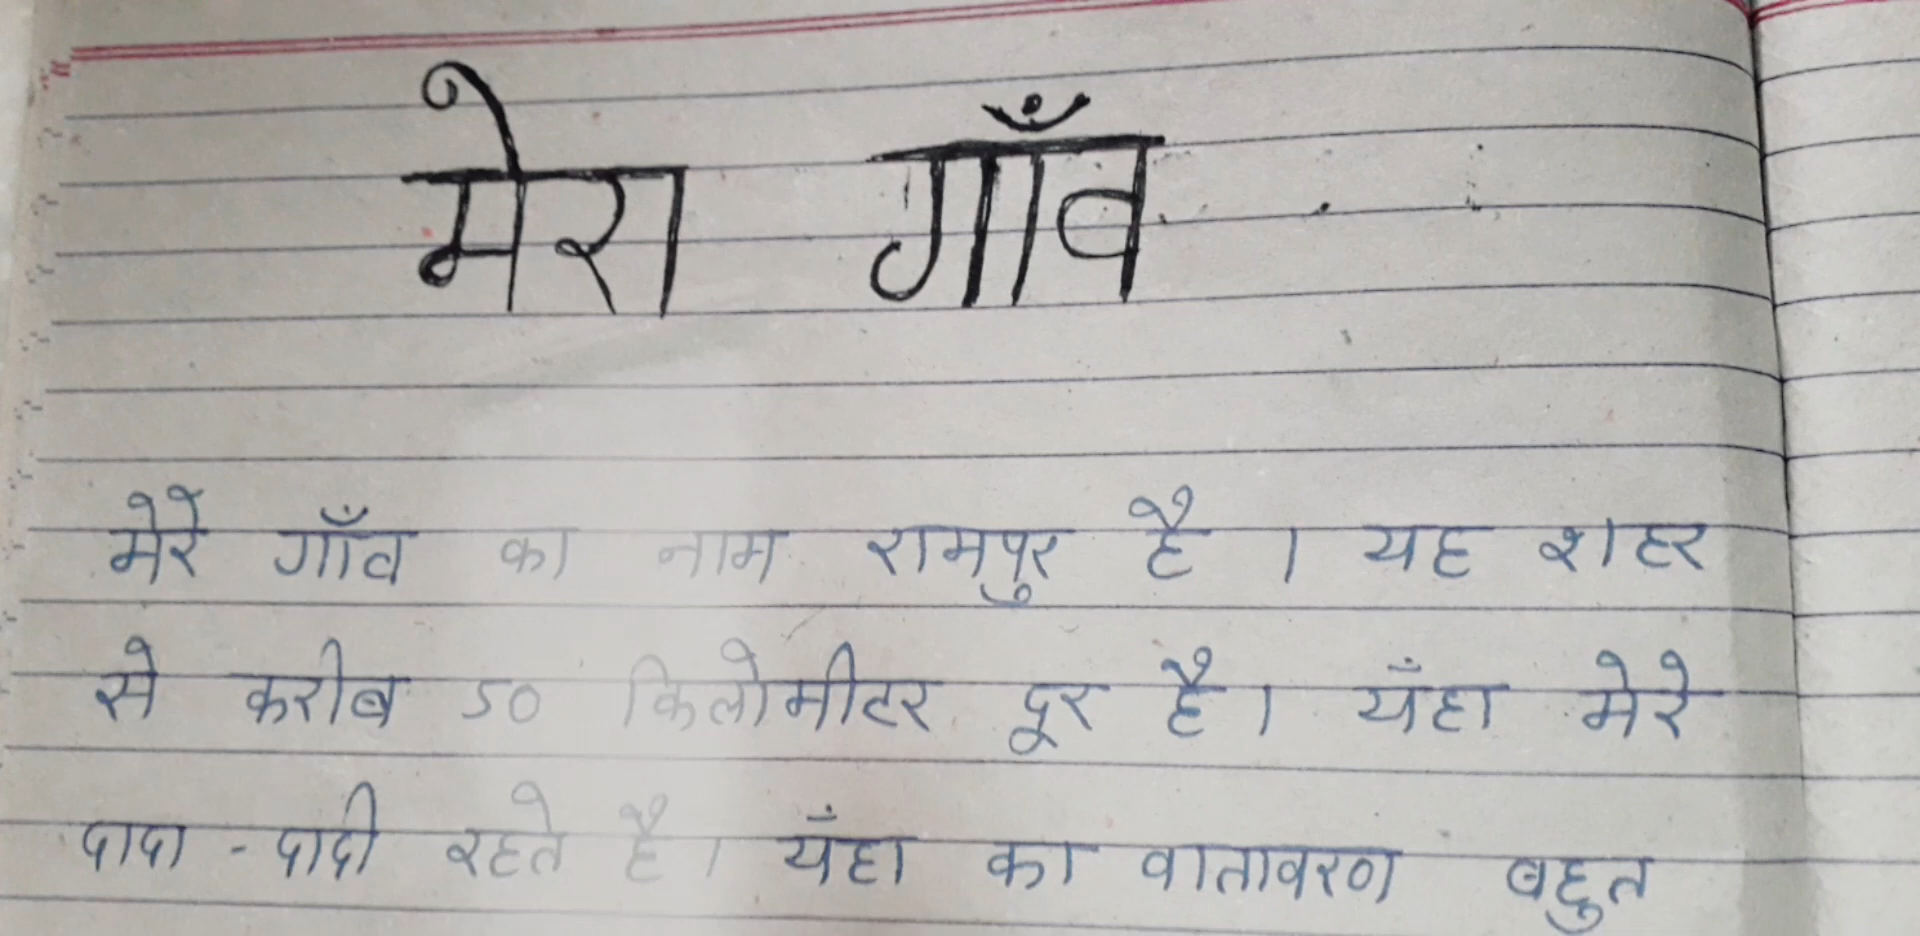 मेरा गाँव
मेरे गाँव का नाम रामपुर है । यह शहर
से करीब 50 किलोमीटर दूर है । यँहा मेरे
दादा - दादी रहते है । यँहा का वातावरण बहुत